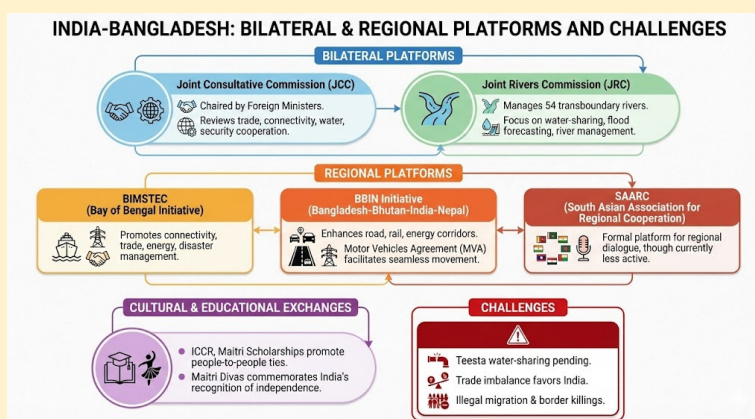 INDIA-BANGLADESH: BILATERAL & REGIONAL PLATFORMS AND CHALLENGES
BILATERAL PLATFORMS
Joint Consultative Commission (JCC)
Chaired by Foreign Ministers.
Reviews trade, connectivity, water,
security cooperation.
Joint Rivers Commission (JRC)
Manages 54 transboundary rivers.
Focus on water-sharing, flood
forecasting, river management.
REGIONAL PLATFORMS
BIMSTEC
(Bay of Bengal Initiative)
Promotes connectivity,
trade, energy, disaster
management.
BBIN Initiative
(Bangladesh-Bhutan-India-Nepal)
Enhances road, rail, energy corridors.
Motor Vehicles Agreement (MVA)
facilitates seamless movement.
SAARC
(South Asian Association for
Regional Cooperation)
Formal platform for regional
dialogue, though currently
less active.
CULTURAL & EDUCATIONAL EXCHANGES
ICCR, Maitri Scholarships promote
people-to-people ties.
Maitri Divas commemorates India's
recognition of independence.
CHALLENGES
Teesta water-sharing pending.
Trade imbalance favors India.
Illegal migration & border killings.